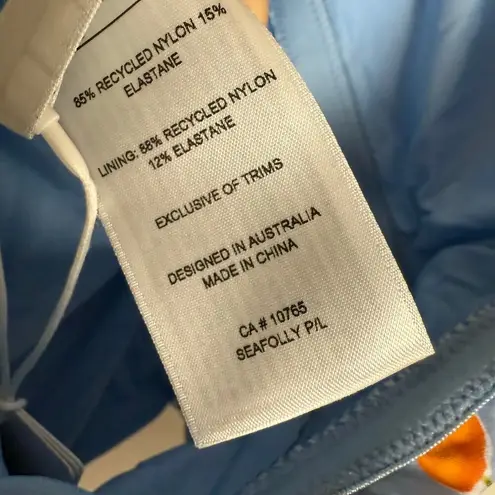 85% RECYCLED NYLON 15%
ELASTANE
LINING: 88% RECYCLED NYLON
12% ELASTANE
EXCLUSIVE OF TRIMS
DESIGNED IN AUSTRALIA
MADE IN CHINA
CA # 10765
SEAFOLLY P/L